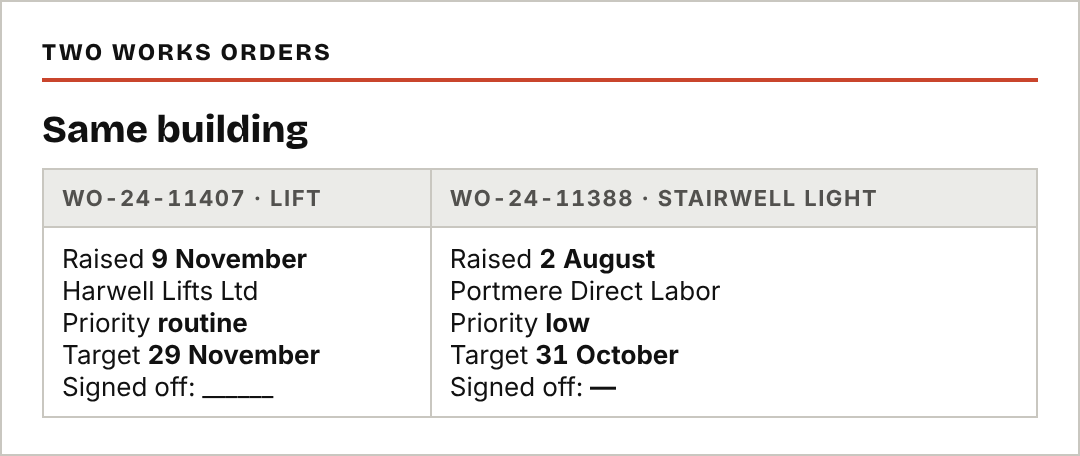 TWO WORKS ORDERS
Same building
WO-24-11407 · LIFT
Raised 9 November
Harwell Lifts Ltd
Priority routine
Target 29 November
Signed off: ______
WO-24-11388 · STAIRWELL LIGHT
Raised 2 August
Portmere Direct Labor
Priority low
Target 31 October
Signed off: —